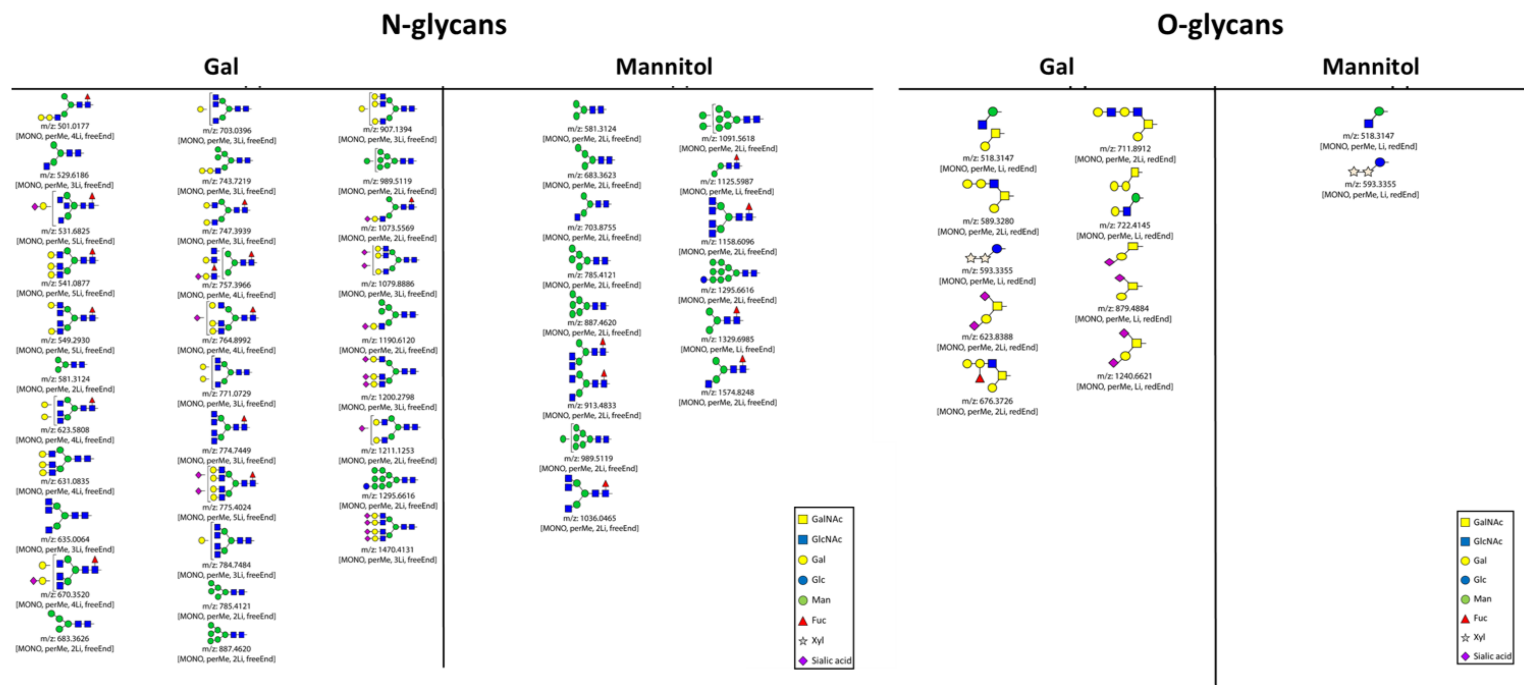 N-glycans
Gal
Mannitol
m/z: 501.0177
[MONO, perMe, 4Li, freeEnd]
m/z: 529.6186
[MONO, perMe, 3Li, freeEnd]
m/z: 531.6825
[MONO, perMe, 5Li, freeEnd]
m/z: 541.0877
[MONO, perMe, 5Li, freeEnd]
m/z: 549.2930
[MONO, perMe, 5Li, freeEnd]
m/z: 581.3124
[MONO, perMe, 2Li, freeEnd]
m/z: 623.5808
[MONO, perMe, 4Li, freeEnd]
m/z: 631.0835
[MONO, perMe, 4Li, freeEnd]
m/z: 635.0064
[MONO, perMe, 3Li, freeEnd]
m/z: 670.3520
[MONO, perMe, 4Li, freeEnd]
m/z: 683.3626
[MONO, perMe, 2Li, freeEnd]
m/z: 703.0396
[MONO, perMe, 3Li, freeEnd]
m/z: 743.7219
[MONO, perMe, 3Li, freeEnd]
m/z: 747.3939
[MONO, perMe, 3Li, freeEnd]
m/z: 757.3966
[MONO, perMe, 4Li, freeEnd]
m/z: 764.8992
[MONO, perMe, 4Li, freeEnd]
m/z: 771.0729
[MONO, perMe, 3Li, freeEnd]
m/z: 774.7449
[MONO, perMe, 3Li, freeEnd]
m/z: 775.4024
[MONO, perMe, 5Li, freeEnd]
m/z: 784.7484
[MONO, perMe, 3Li, freeEnd]
m/z: 785.4121
[MONO, perMe, 2Li, freeEnd]
m/z: 887.4620
[MONO, perMe, 2Li, freeEnd]
m/z: 907.1394
[MONO, perMe, 3Li, freeEnd]
m/z: 989.5119
[MONO, perMe, 2Li, freeEnd]
m/z: 1073.5569
[MONO, perMe, 2Li, freeEnd]
m/z: 1079.8886
[MONO, perMe, 3Li, freeEnd]
m/z: 1190.6120
[MONO, perMe, 2Li, freeEnd]
m/z: 1200.2798
[MONO, perMe, 3Li, freeEnd]
m/z: 1211.1253
[MONO, perMe, 2Li, freeEnd]
m/z: 1295.6616
[MONO, perMe, 2Li, freeEnd]
m/z: 1470.4131
[MONO, perMe, 3Li, freeEnd]
m/z: 581.3124
[MONO, perMe, 2Li, freeEnd]
m/z: 683.3623
[MONO, perMe, 2Li, freeEnd]
m/z: 703.8755
[MONO, perMe, 2Li, freeEnd]
m/z: 785.4121
[MONO, perMe, 2Li, freeEnd]
m/z: 887.4620
[MONO, perMe, 2Li, freeEnd]
m/z: 913.4833
[MONO, perMe, 2Li, freeEnd]
m/z: 989.5119
[MONO, perMe, 2Li, freeEnd]
m/z: 1036.0465
[MONO, perMe, 2Li, freeEnd]
m/z: 1091.5618
[MONO, perMe, 2Li, freeEnd]
m/z: 1125.5987
[MONO, perMe, Li, freeEnd]
m/z: 1158.6096
[MONO, perMe, 2Li, freeEnd]
m/z: 1295.6616
[MONO, perMe, 2Li, freeEnd]
m/z: 1329.6985
[MONO, perMe, Li, freeEnd]
m/z: 1574.8248
[MONO, perMe, 2Li, freeEnd]
GalNAc
GlcNAc
Gal
Glc
Man
Fuc
Xyl
Sialic acid
O-glycans
Gal
Mannitol
m/z: 518.3147
[MONO, perMe, Li, redEnd]
m/z: 589.3280
[MONO, perMe, 2Li, redEnd]
m/z: 593.3355
[MONO, perMe, Li, redEnd]
m/z: 623.8388
[MONO, perMe, 2Li, redEnd]
m/z: 676.3726
[MONO, perMe, 2Li, redEnd]
m/z: 711.8912
[MONO, perMe, 2Li, redEnd]
m/z: 722.4145
[MONO, perMe, Li, redEnd]
m/z: 879.4884
[MONO, perMe, Li, redEnd]
m/z: 1240.6621
[MONO, perMe, Li, redEnd]
m/z: 518.3147
[MONO, perMe, Li, redEnd]
m/z: 593.3355
[MONO, perMe, Li, redEnd]
GalNAc
GlcNAc
Gal
Glc
Man
Fuc
Xyl
Sialic acid